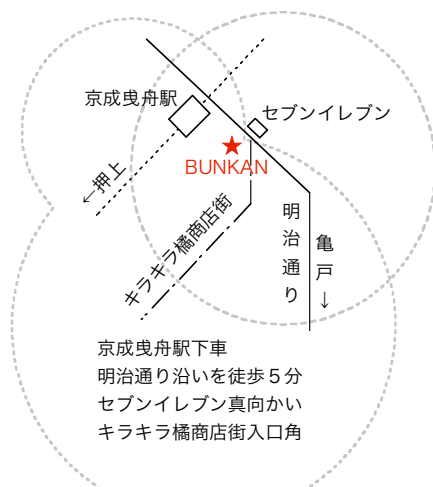 京成曳舟駅
セブンイレブン
BUNKAN
←押上
キラキラ橘商店街
明治通り
亀戸→
京成曳舟駅下車
明治通り沿いを徒歩５分
セブンイレブン真向かい
キラキラ橘商店街入口角